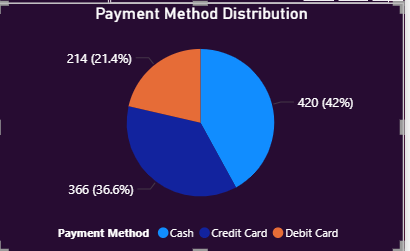 Payment Method Distribution
214 (21.4%)
420 (42%)
366 (36.6%)
Payment Method Cash Credit Card Debit Card